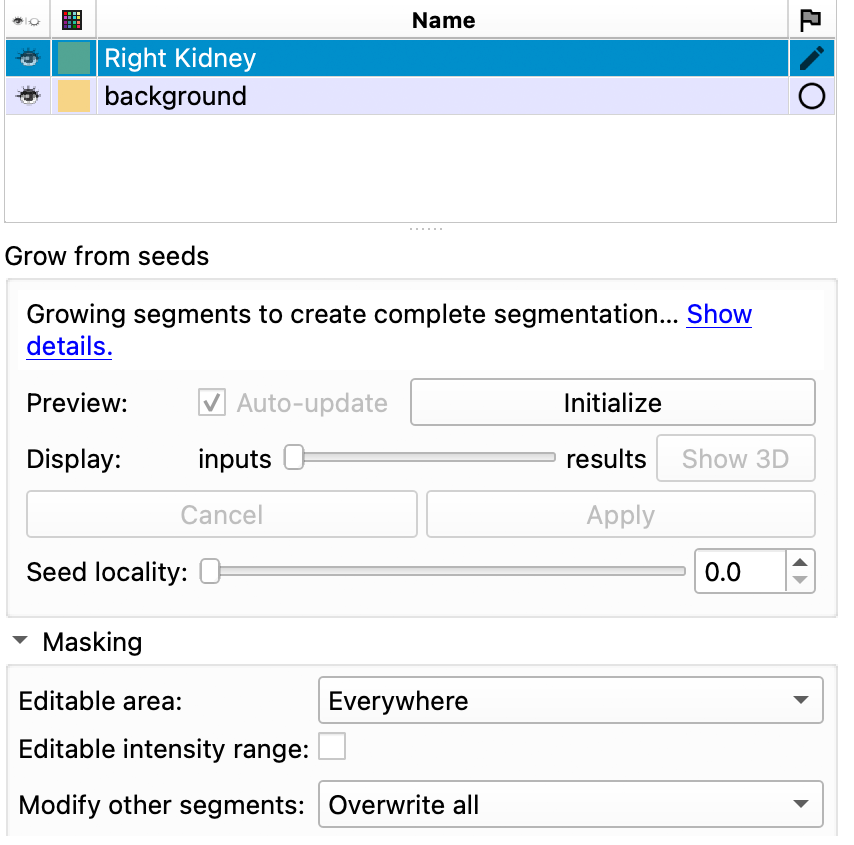 Name
Right Kidney
background
Grow from seeds
Growing segments to create complete segmentation... Show
details.
Preview: Auto-update Initialize
Display: inputs results Show 3D
Cancel Apply
Seed locality: 0.0
Masking
Editable area: Everywhere
Editable intensity range:
Modify other segments: Overwrite all